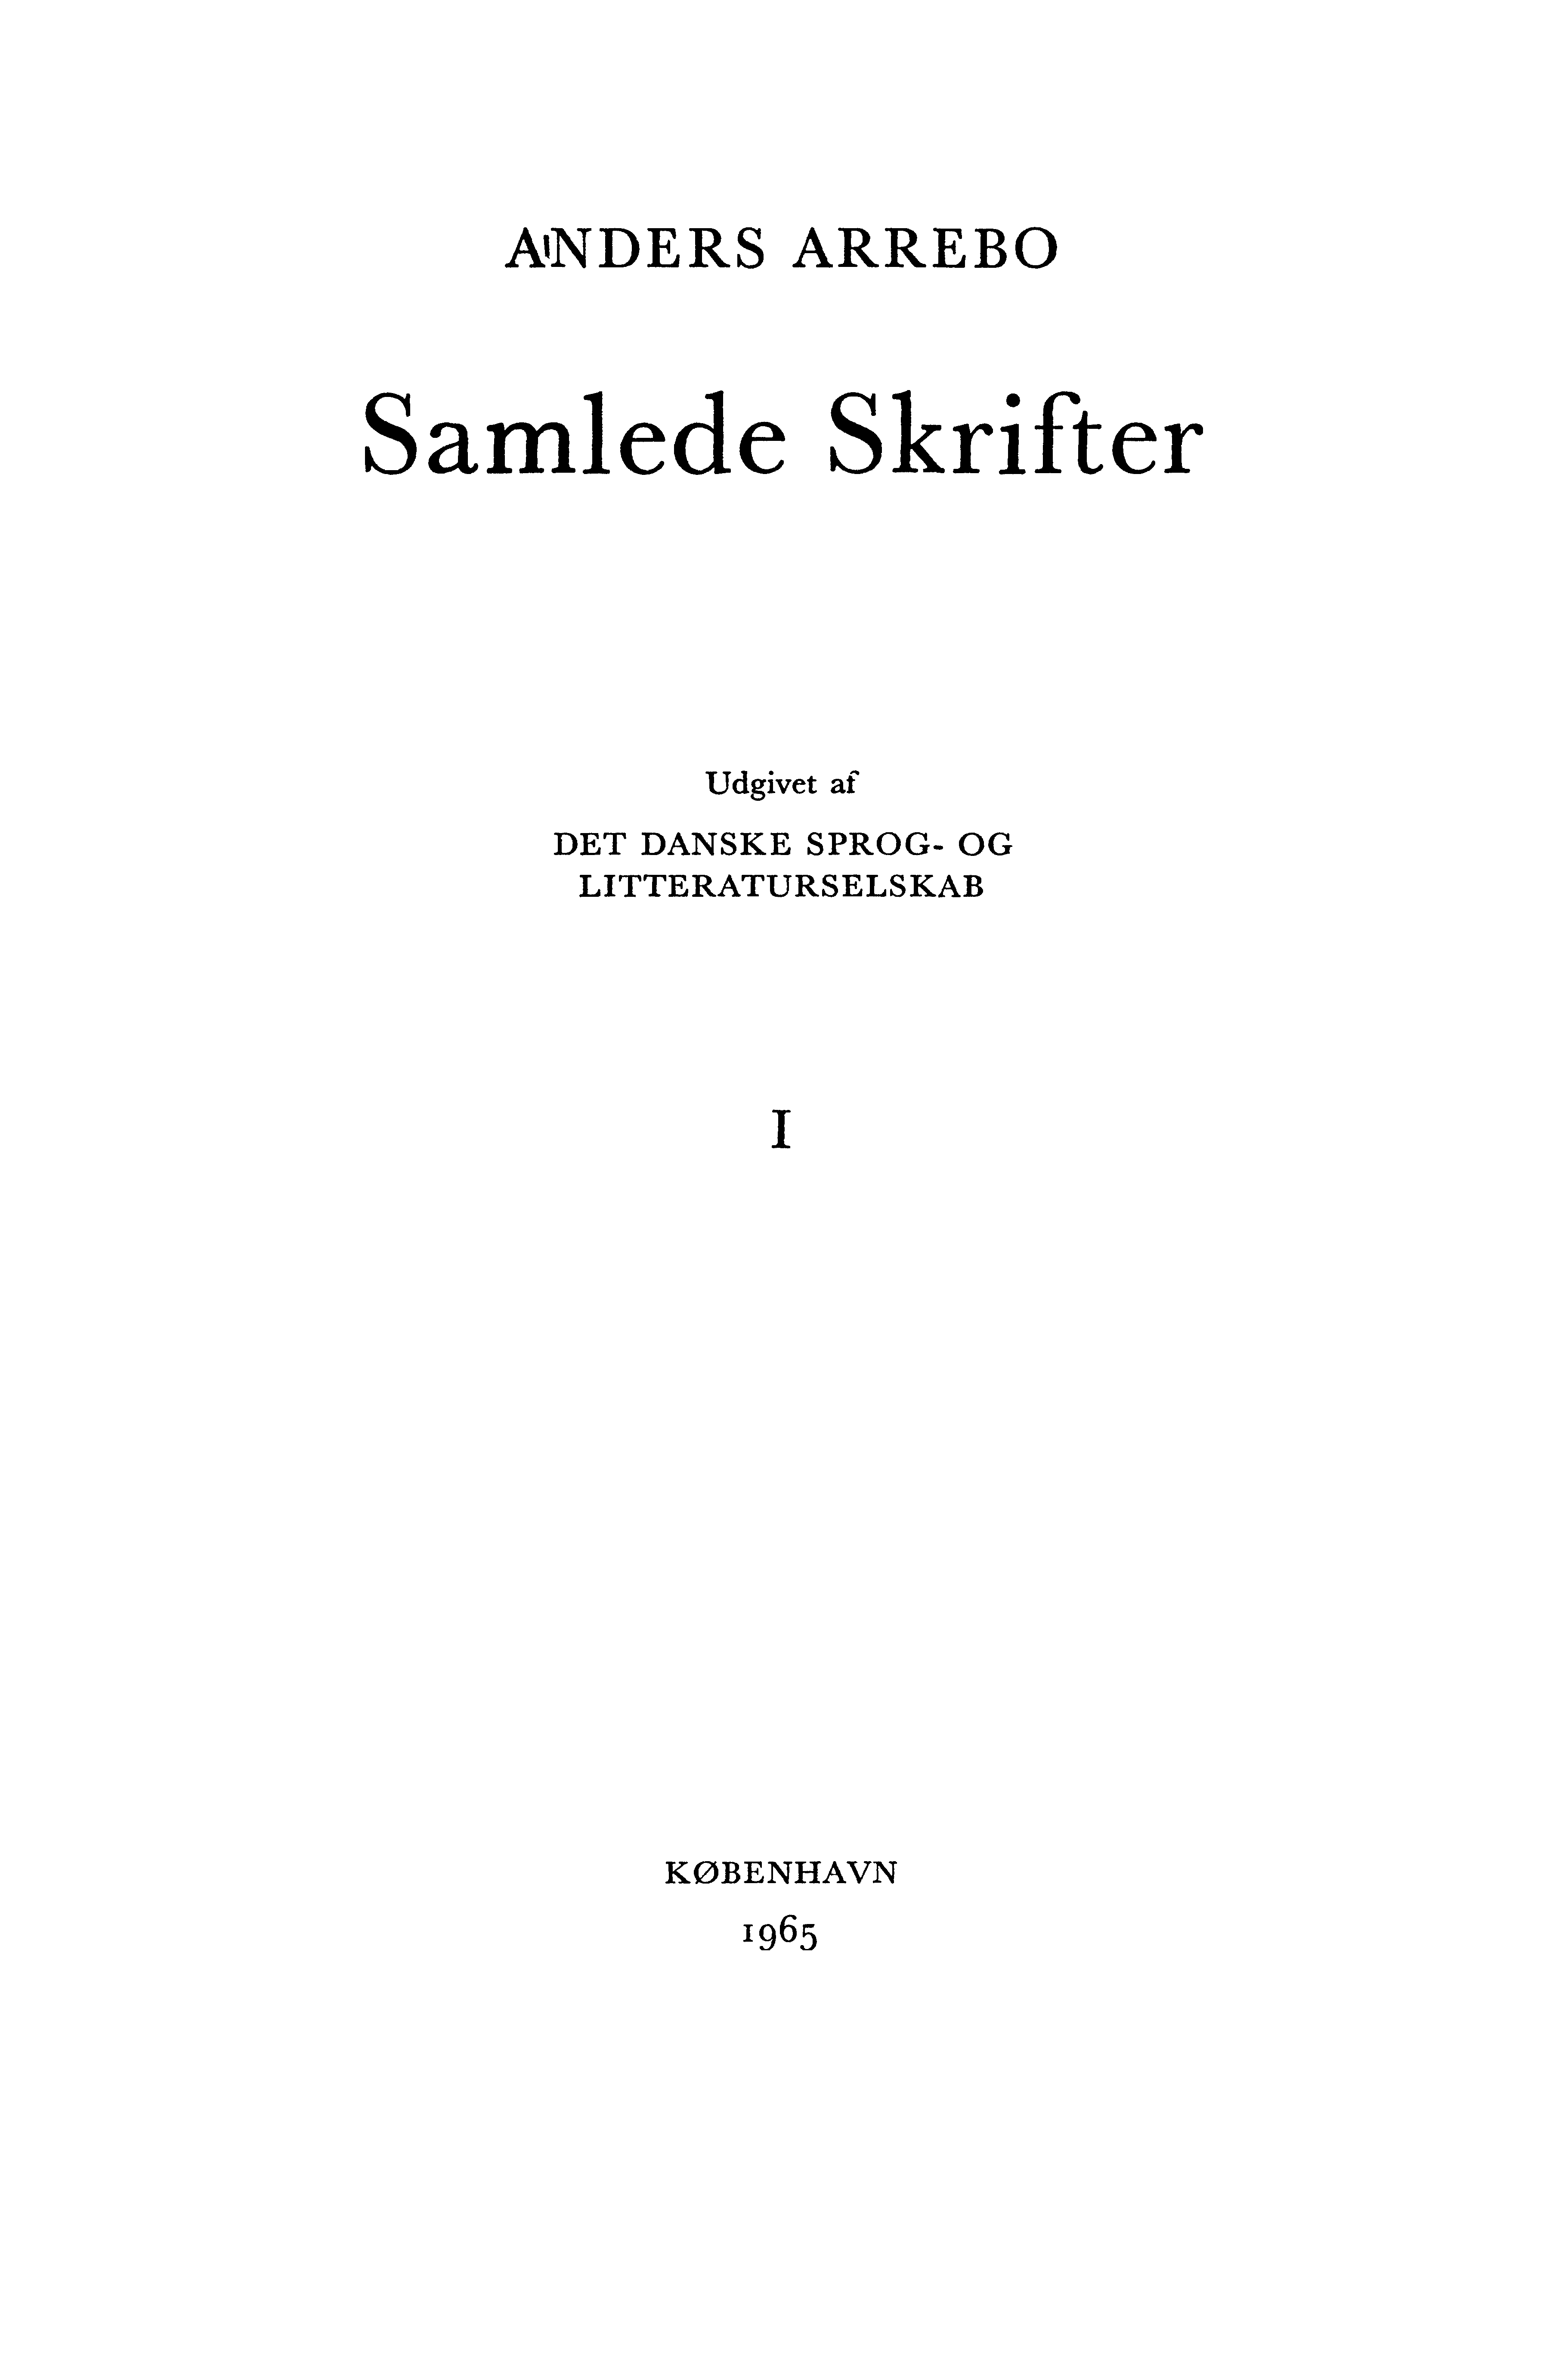 ANDERS ARREBO
Samlede Skrifter
Udgivet af
DET DANSKE SPROG- OG
LITTERATURSELSKAB
I
KØBENHAVN
1965